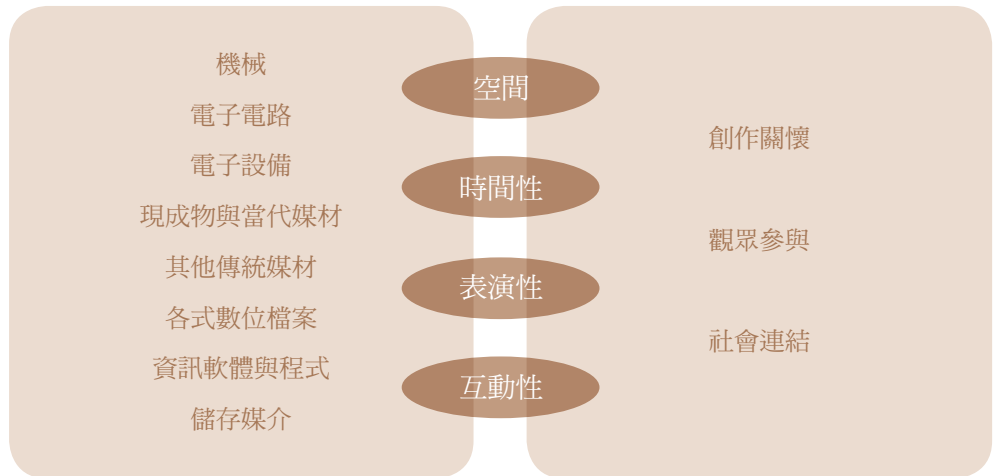 機械
電子電路
電子設備
現成物與當代媒材
其他傳統媒材
各式數位檔案
資訊軟體與程式
儲存媒介
空間
時間性
表演性
互動性
創作關懷
觀眾參與
社會連結